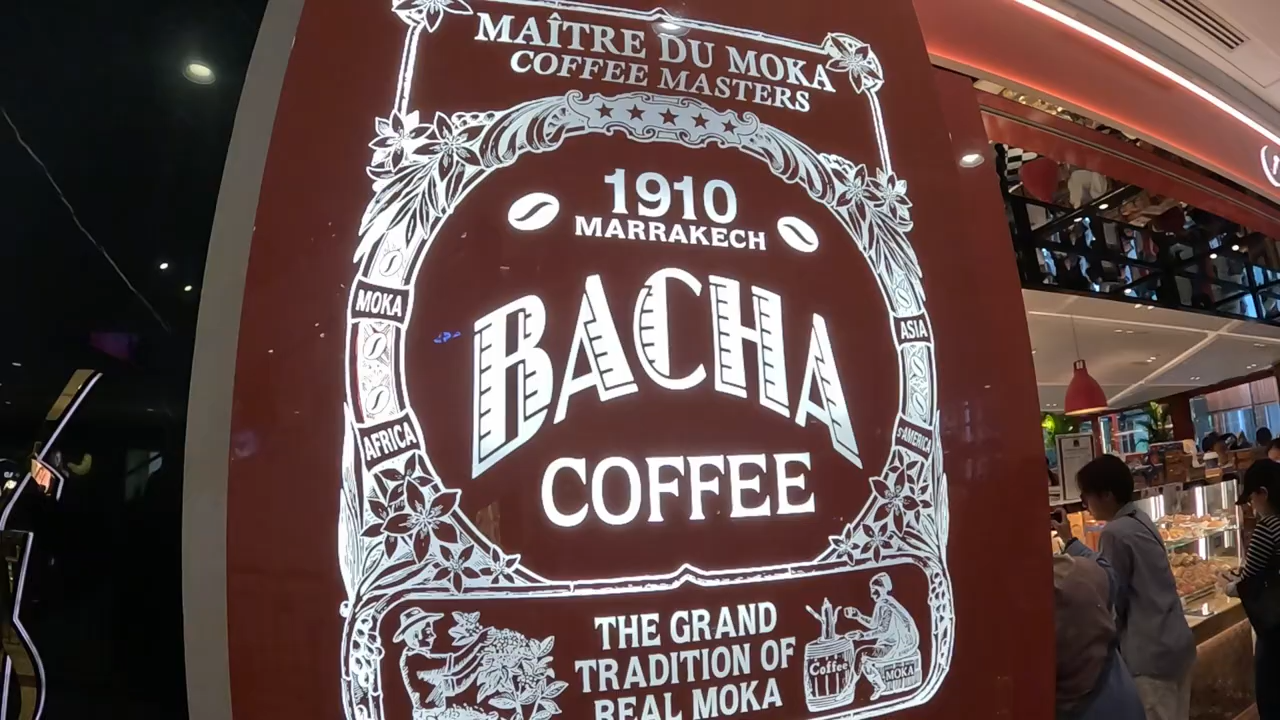 MAÎTRE DU MOKA
COFFEE MASTERS
1910
MARRAKECH
MOKA
ASIA
BACHA
AFRICA
S. AMERICA
COFFEE
THE GRAND
TRADITION OF
REAL MOKA
Coffee
MOKA